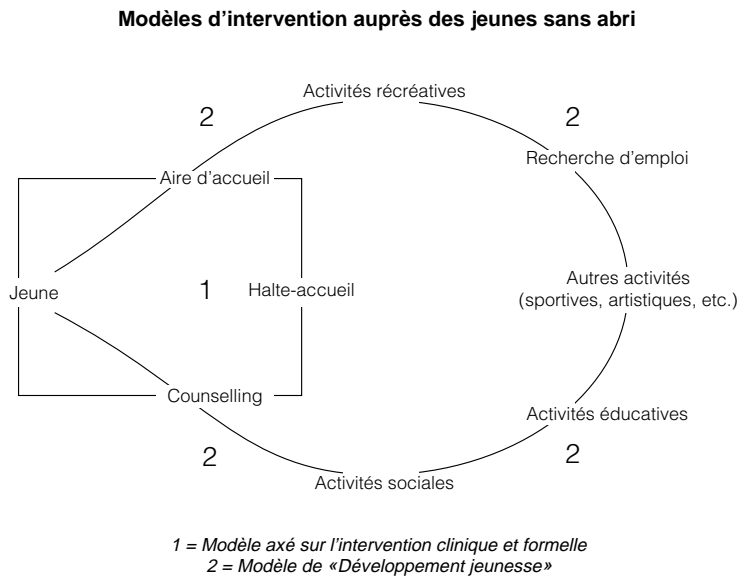 Modèles d'intervention auprès des jeunes sans abri
Activités récréatives
2
2
Recherche d'emploi
Aire d'accueil
Autres activités
(sportives, artistiques, etc.)
Jeune
1
Halte-accueil
Counselling
Activités éducatives
2
2
Activités sociales
1 = Modèle axé sur l'intervention clinique et formelle
2 = Modèle de «Développement jeunesse»